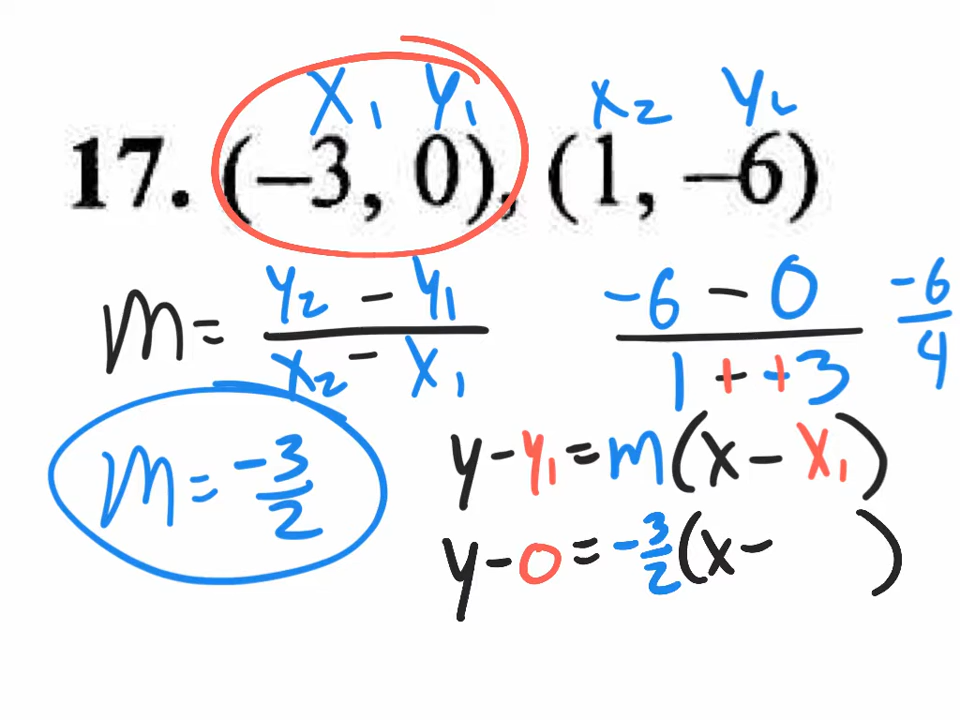 X₁ Y₁ X₂ Y₂
17. (−3, 0), (1, −6)
m = (Y₂ − Y₁)/(X₂ − X₁) (-6 − 0)/(1 + +3) -6/4
m = -3/2
y − y₁ = m(x − x₁)
y − 0 = -3/2(x − )